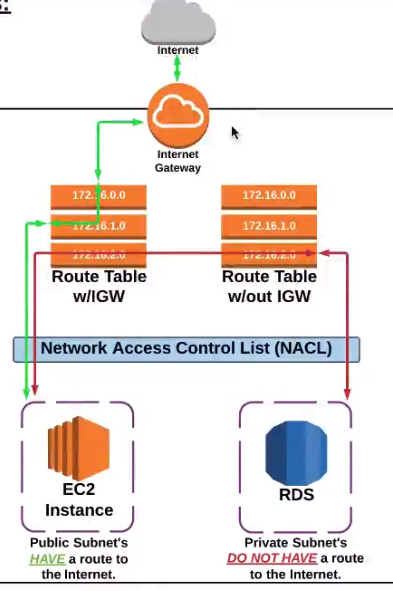 s:
Internet
Internet
Gateway
172.16.0.0
172.16.1.0
172.16.2.0
Route Table
w/IGW
172.16.0.0
172.16.1.0
172.16.2.0
Route Table
w/out IGW
Network Access Control List (NACL)
EC2
Instance
RDS
Public Subnet's
HAVE a route to
the Internet.
Private Subnet's
DO NOT HAVE a route
to the Internet.